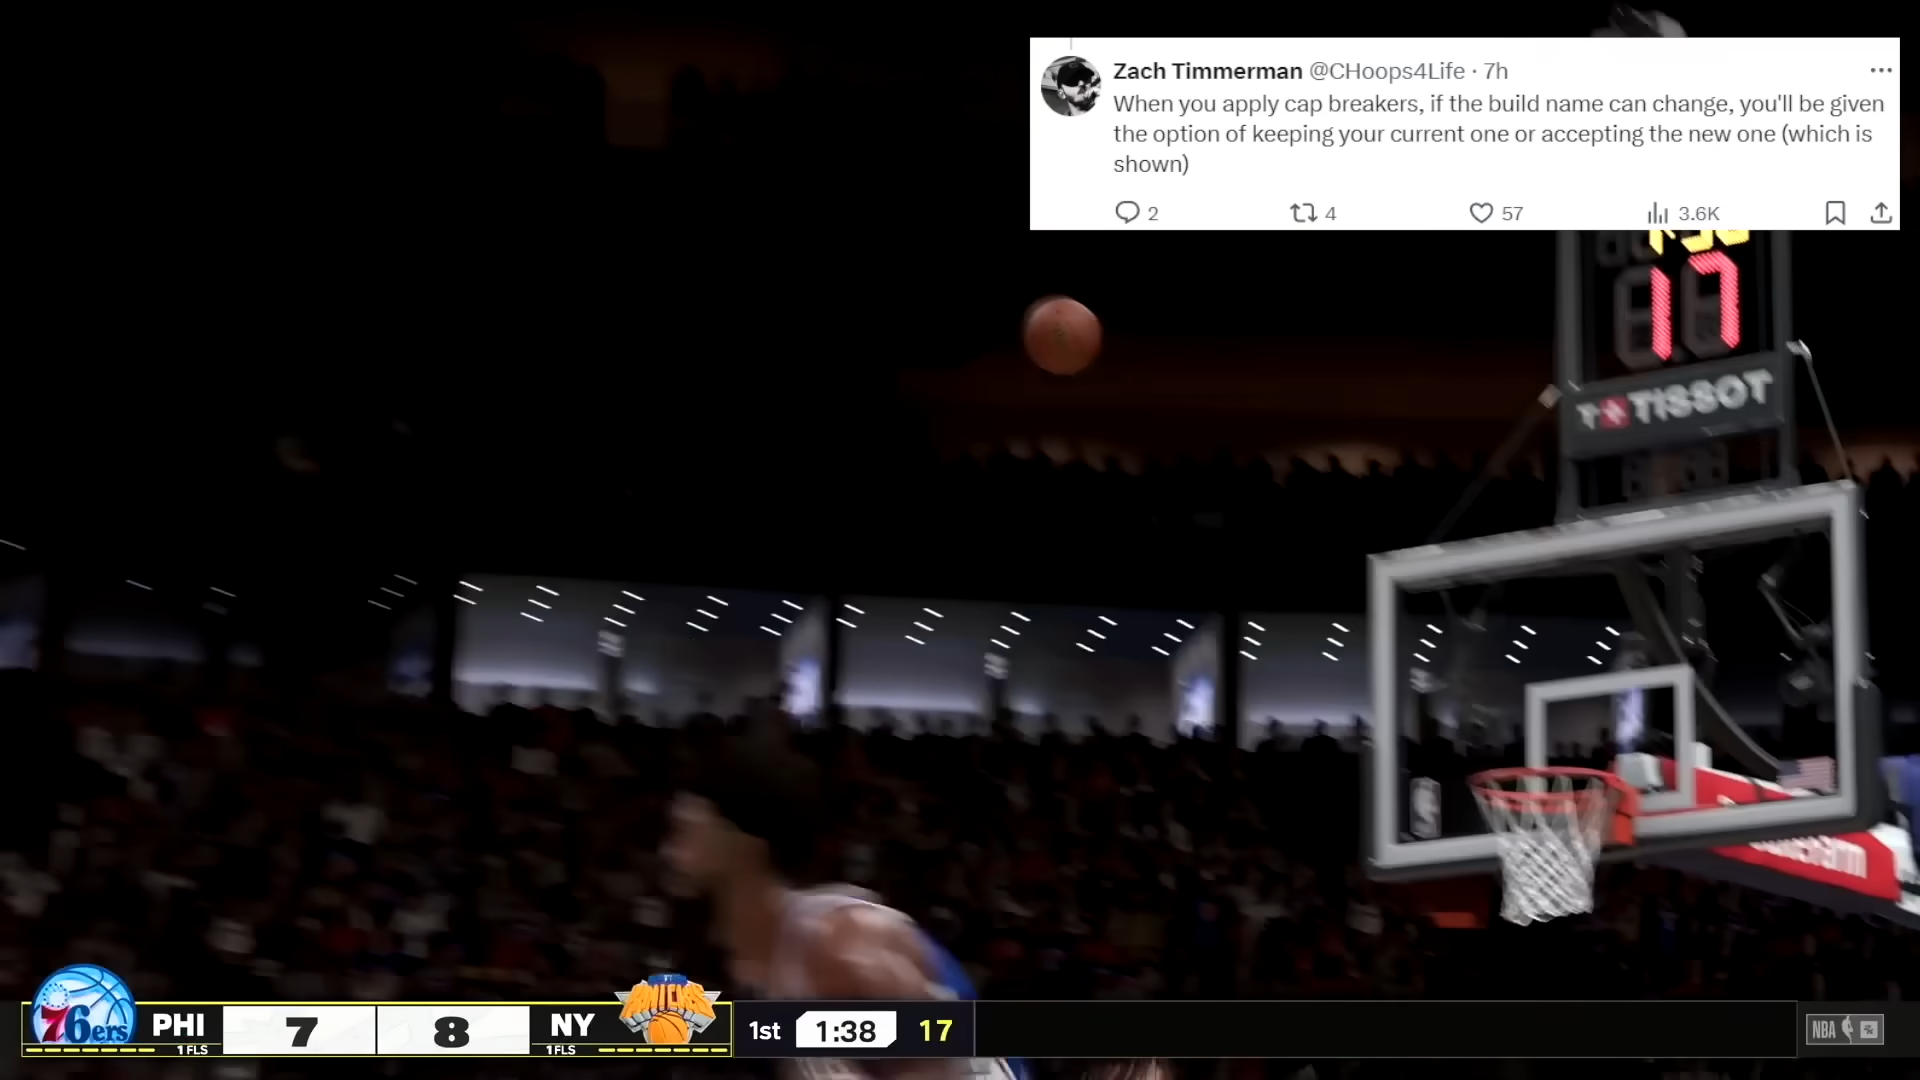 Zach Timmerman @CHoops4Life · 7h
When you apply cap breakers, if the build name can change, you'll be given
the option of keeping your current one or accepting the new one (which is
shown)
2 4 57 3.6K
17
TISSOT
76ers PHI 7 8 NY KNICKS 1st 1:38 17 NBA
1 FLS 1 FLS